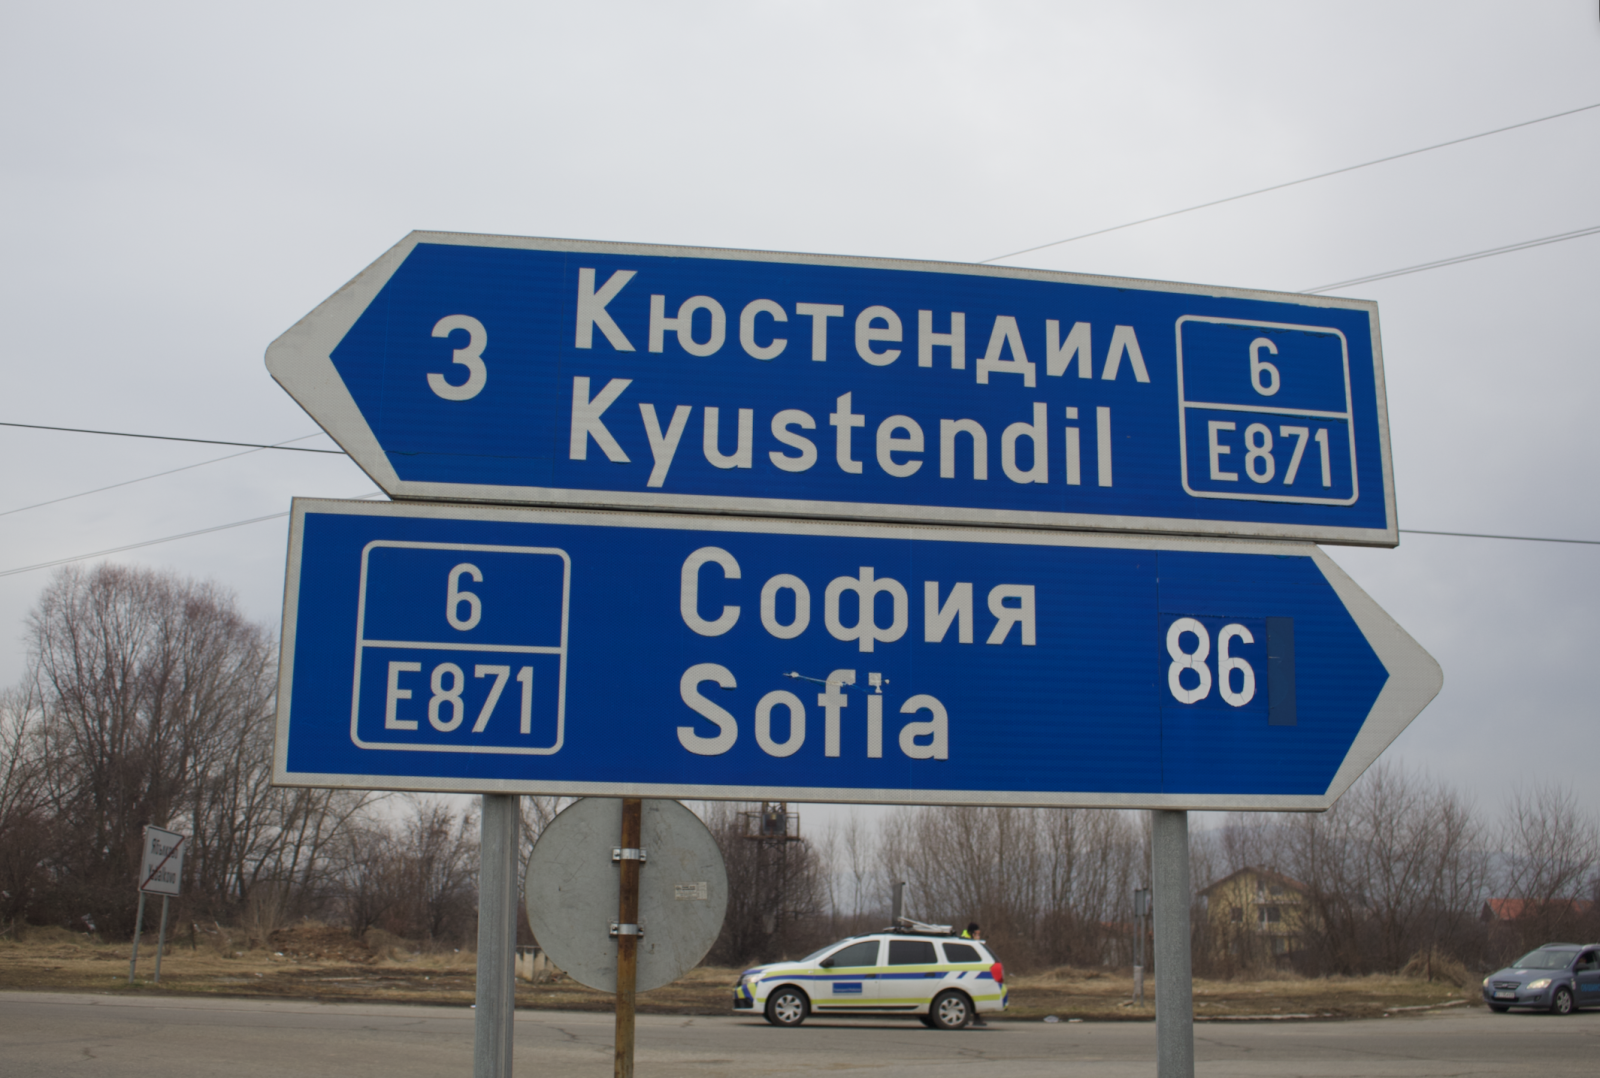 3
Кюстендил
Kyustendil
6
E871
6
E871
София
Sofia
86